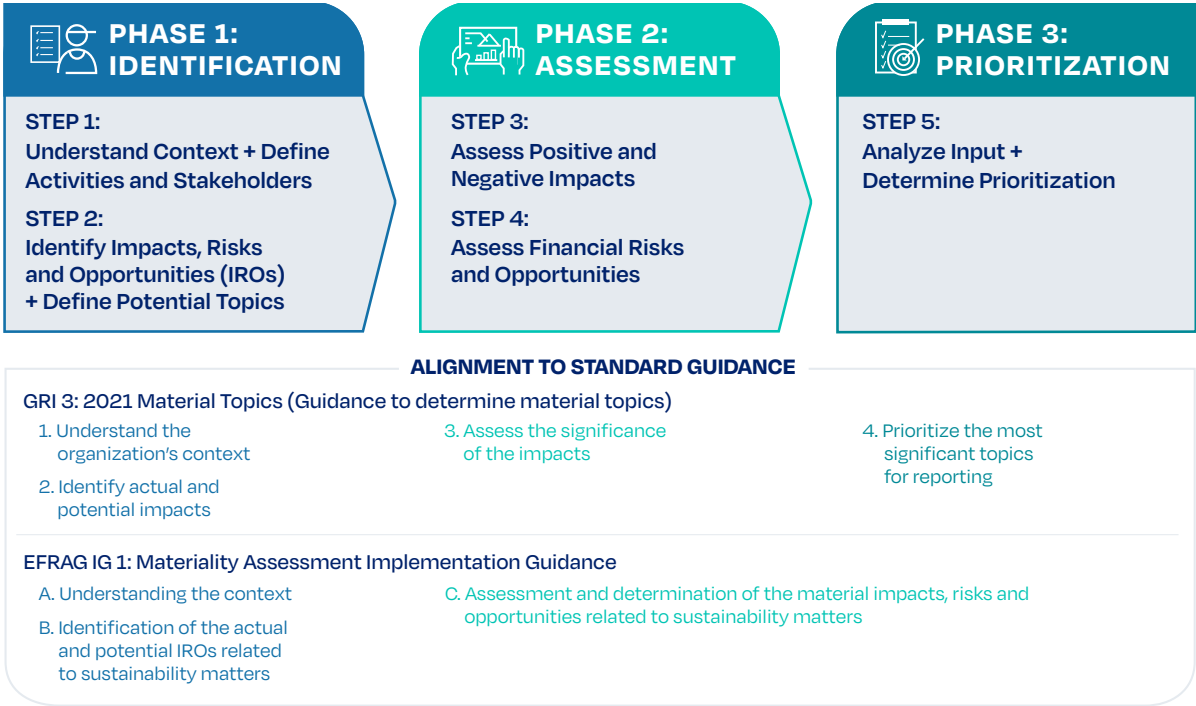 PHASE 1:
IDENTIFICATION
STEP 1:
Understand Context + Define
Activities and Stakeholders
STEP 2:
Identify Impacts, Risks
and Opportunities (IROs)
+ Define Potential Topics
PHASE 2:
ASSESSMENT
STEP 3:
Assess Positive and
Negative Impacts
STEP 4:
Assess Financial Risks
and Opportunities
PHASE 3:
PRIORITIZATION
STEP 5:
Analyze Input +
Determine Prioritization
ALIGNMENT TO STANDARD GUIDANCE
GRI 3: 2021 Material Topics (Guidance to determine material topics)
1. Understand the
organization’s context
2. Identify actual and
potential impacts
3. Assess the significance
of the impacts
4. Prioritize the most
significant topics
for reporting
EFRAG IG 1: Materiality Assessment Implementation Guidance
A. Understanding the context
B. Identification of the actual
and potential IROs related
to sustainability matters
C. Assessment and determination of the material impacts, risks and
opportunities related to sustainability matters